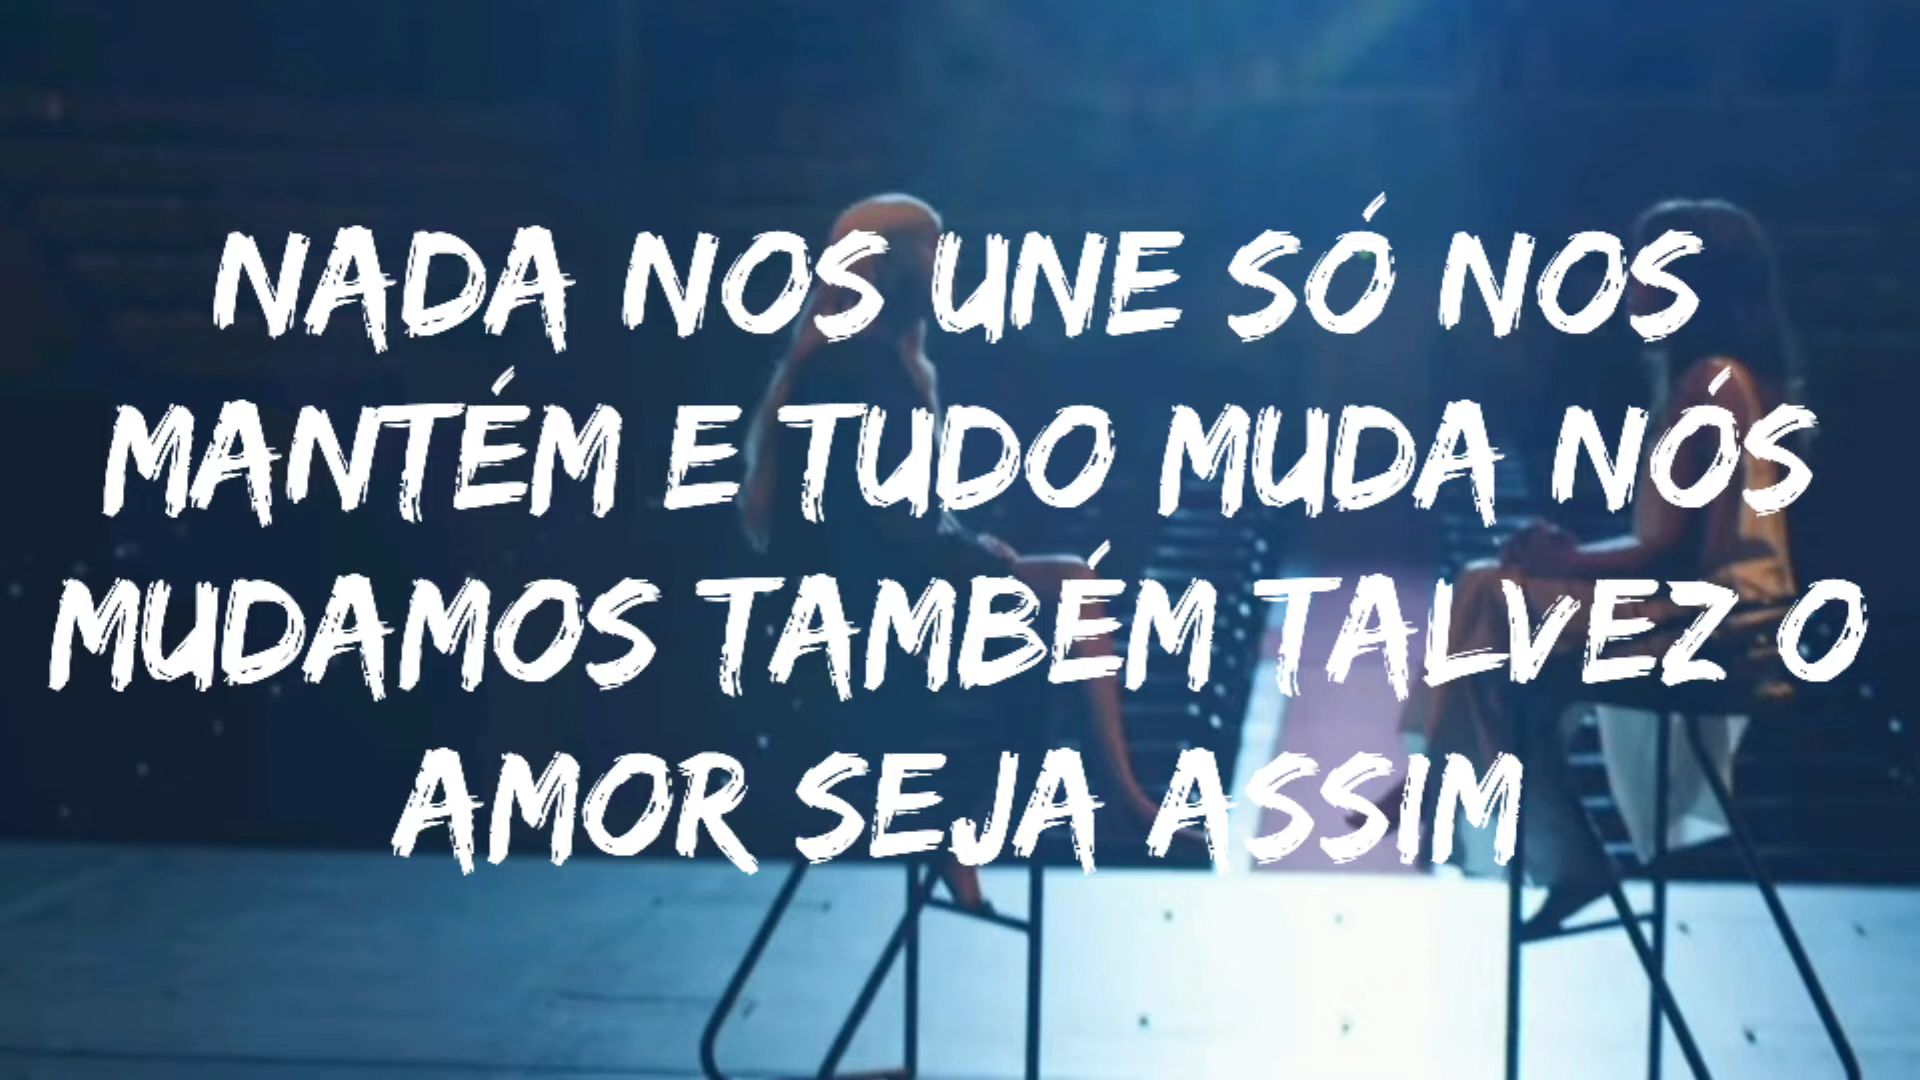 NADA NOS UNE SÓ NOS
MANTÉM E TUDO MUDA NÓS
MUDAMOS TAMBÉM TALVEZ O
AMOR SEJA ASSIM